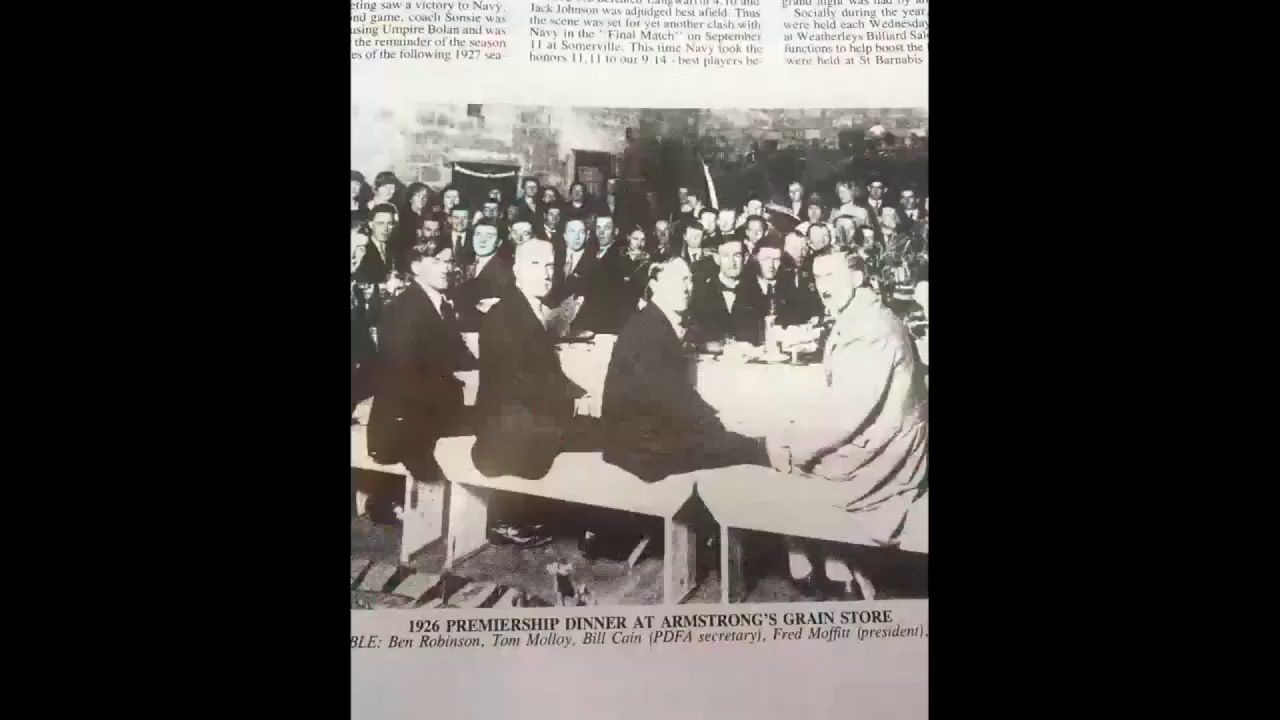 eting saw a victory to Navy.
nd game, coach Sonsie was
using Umpire Bolan and was
the remainder of the season
es of the following 1927 sea-
Jack Johnson was adjudged best afield. Thus
the scene was set for yet another clash with
Navy in the "Final Match" on September
11 at Somerville. This time Navy took the
honors 11.11 to our 9.14 - best players be-
Socially during the year,
were held each Wednesday
at Weatherleys Billiard Sal
functions to help boost the
were held at St Barnabis
1926 PREMIERSHIP DINNER AT ARMSTRONG'S GRAIN STORE
BLE: Ben Robinson, Tom Molloy, Bill Cain (PDFA secretary), Fred Moffitt (president),